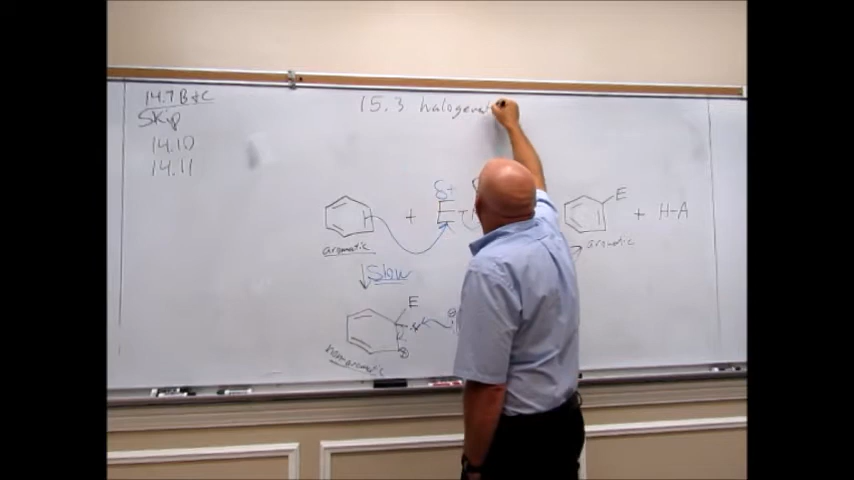 14.7 B+C
Skip
14.10
14.11
15.3 halogenat
H + δ+ E
E + H-A
aromatic
aromatic
↓ Slow
E
nonaromatic